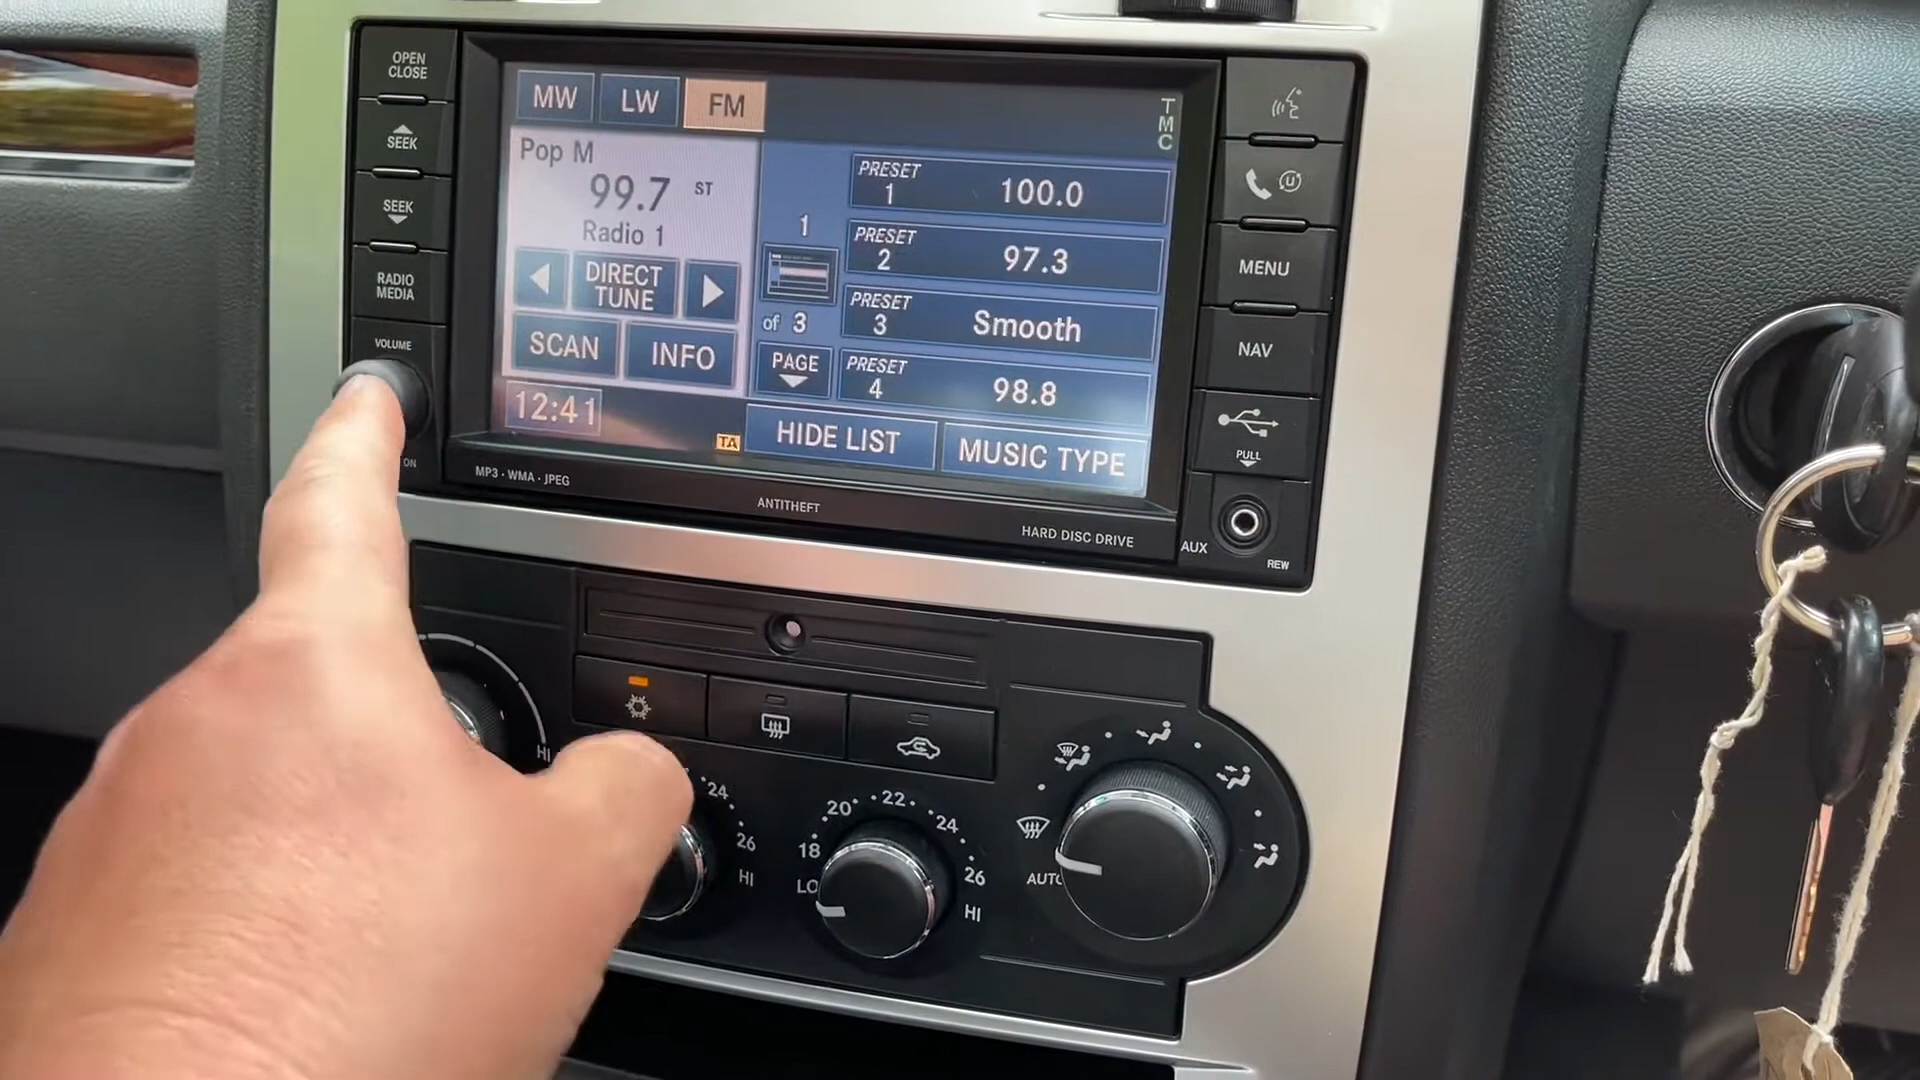 OPEN
CLOSE
SEEK
SEEK
RADIO
MEDIA
VOLUME
ON
MW
LW
FM
TMC
Pop M
99.7 ST
Radio 1
DIRECT
TUNE
SCAN
INFO
12:41
TA
1
of 3
PAGE
PRESET
1
100.0
PRESET
2
97.3
PRESET
3
Smooth
PRESET
4
98.8
HIDE LIST
MUSIC TYPE
MP3 · WMA · JPEG
ANTITHEFT
HARD DISC DRIVE
MENU
NAV
PULL
AUX
REW
HI
24
26
HI
LO
18
20
22
24
26
HI
AUTO